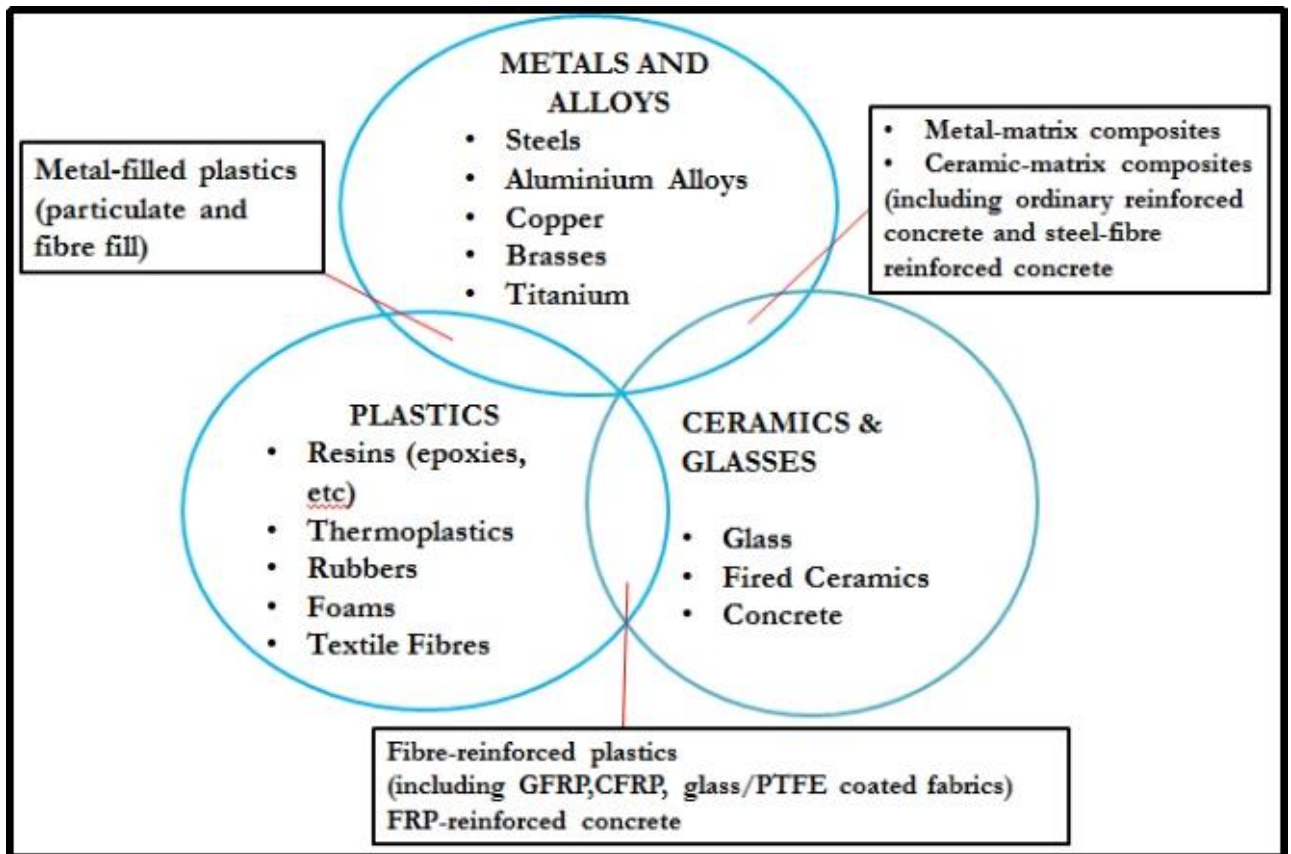 METALS AND
ALLOYS
• Steels
• Aluminium Alloys
• Copper
• Brasses
• Titanium
Metal-filled plastics
(particulate and
fibre fill)
• Metal-matrix composites
• Ceramic-matrix composites
(including ordinary reinforced
concrete and steel-fibre
reinforced concrete
PLASTICS
• Resins (epoxies,
etc)
• Thermoplastics
• Rubbers
• Foams
• Textile Fibres
CERAMICS &
GLASSES
• Glass
• Fired Ceramics
• Concrete
Fibre-reinforced plastics
(including GFRP,CFRP, glass/PTFE coated fabrics)
FRP-reinforced concrete